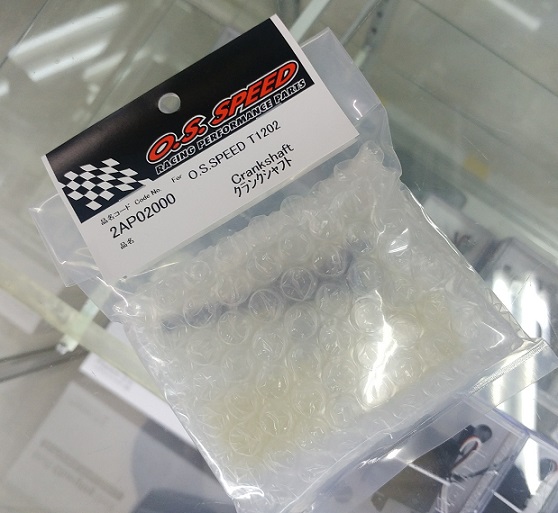 O.S. SPEED
RACING PERFORMANCE PARTS
品名コード Code No. For O.S.SPEED T1202
2AP02000
品名 Crankshaft
クランクシャフト